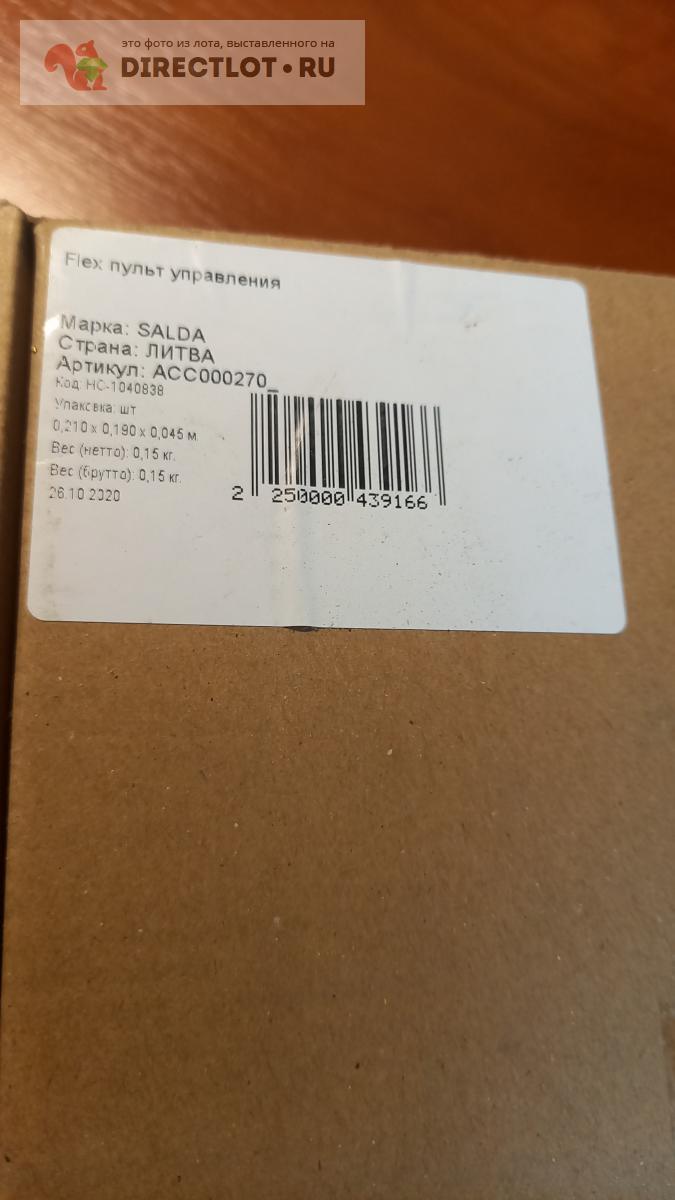 это фото из лота, выставленного на
DIRECTLOT•RU
Flex пульт управления
Марка: SALDA
Страна: ЛИТВА
Артикул: ACC000270_
Код: НС-1040838
Упаковка: шт
0,210 x 0,190 x 0,045 м.
Вес (нетто): 0,15 кг.
Вес (брутто): 0,15 кг.
26.10.2020
2 250000 439166